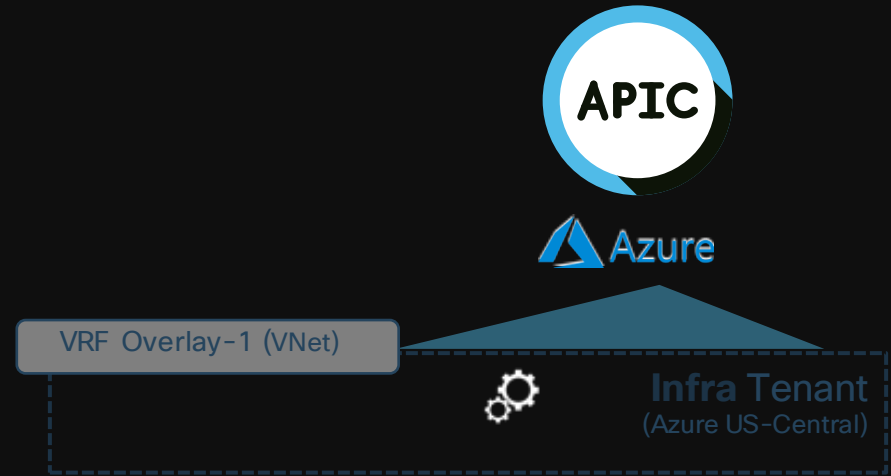 APIC
Azure
VRF Overlay-1 (VNet)
Infra Tenant
(Azure US-Central)